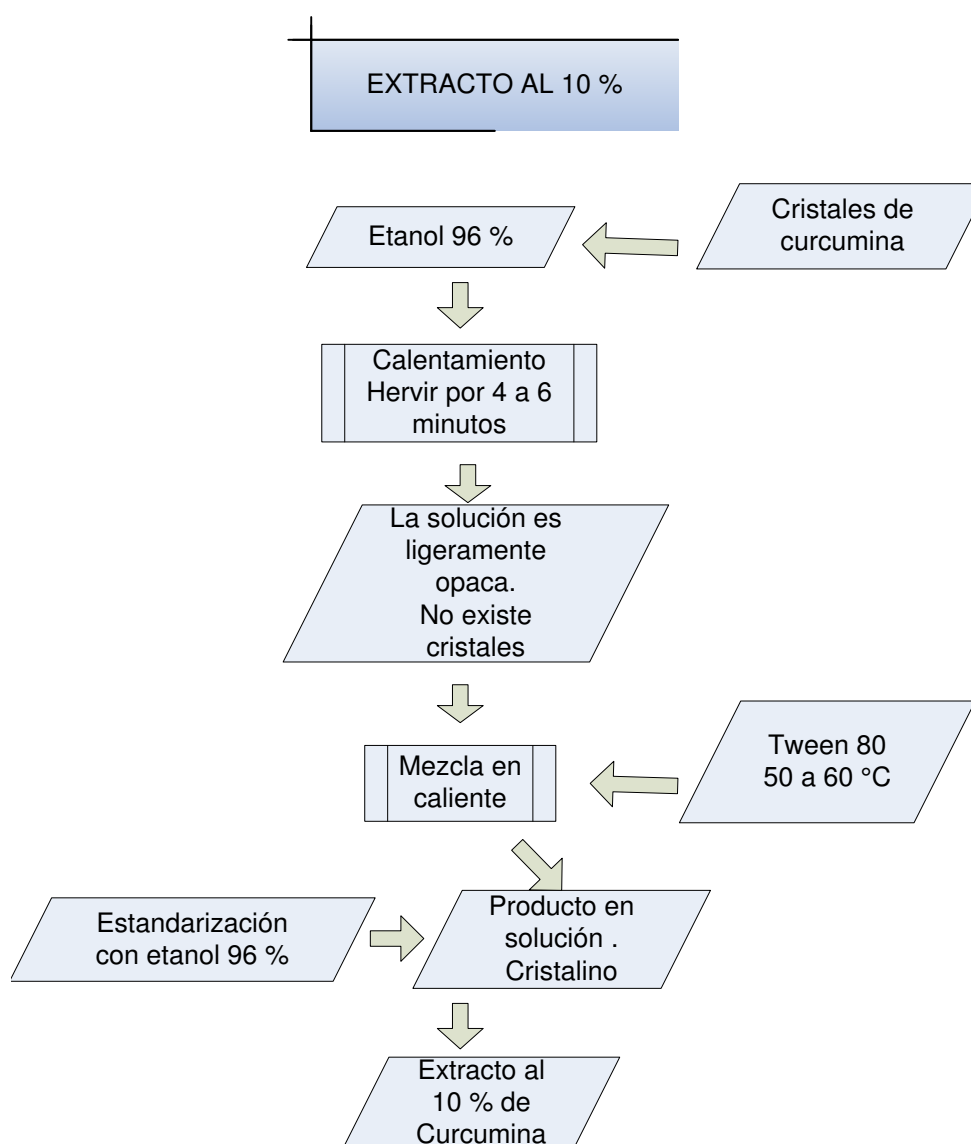 EXTRACTO AL 10 %
Etanol 96 %
Cristales de
curcumina
Calentamiento
Hervir por 4 a 6
minutos
La solución es
ligeramente
opaca.
No existe
cristales
Mezcla en
caliente
Tween 80
50 a 60 °C
Estandarización
con etanol 96 %
Producto en
solución .
Cristalino
Extracto al
10 % de
Curcumina